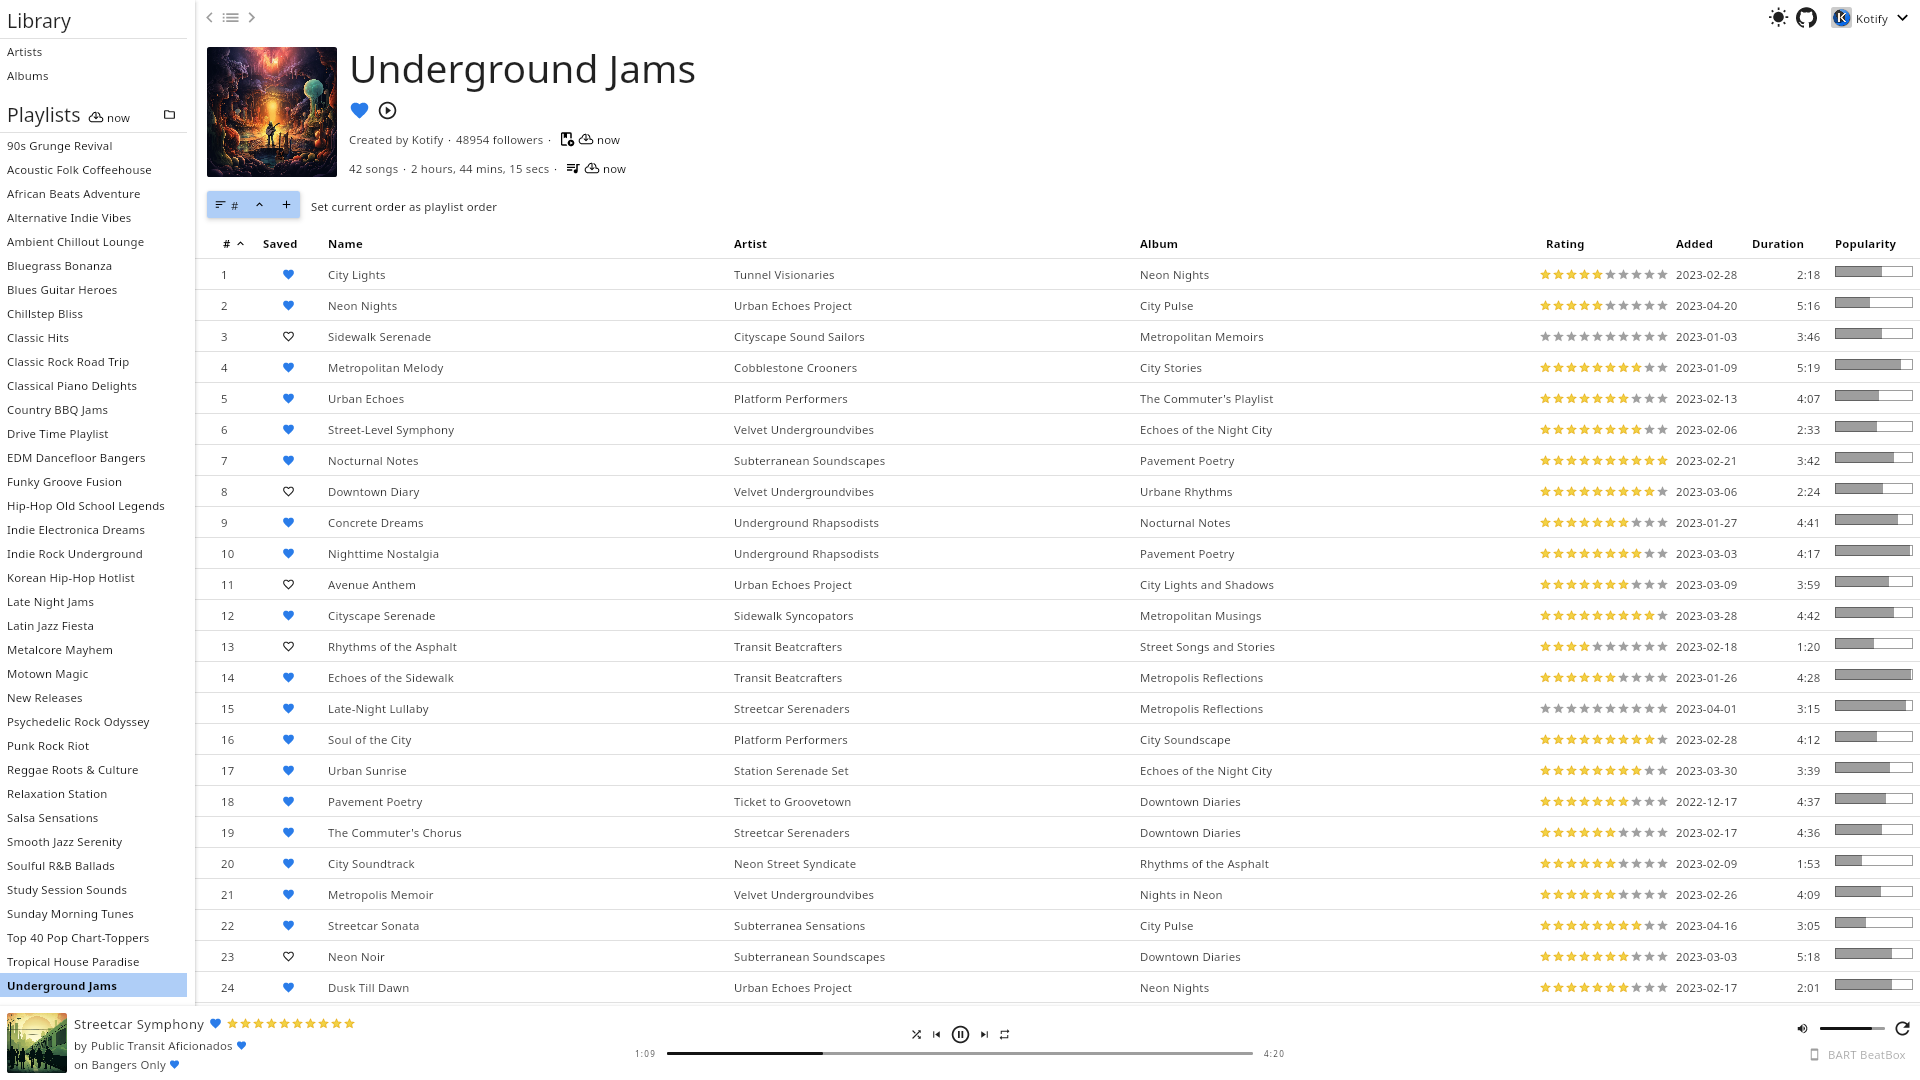 Library
Artists
Albums
Playlists now
90s Grunge Revival
Acoustic Folk Coffeehouse
African Beats Adventure
Alternative Indie Vibes
Ambient Chillout Lounge
Bluegrass Bonanza
Blues Guitar Heroes
Chillstep Bliss
Classic Hits
Classic Rock Road Trip
Classical Piano Delights
Country BBQ Jams
Drive Time Playlist
EDM Dancefloor Bangers
Funky Groove Fusion
Hip-Hop Old School Legends
Indie Electronica Dreams
Indie Rock Underground
Korean Hip-Hop Hotlist
Late Night Jams
Latin Jazz Fiesta
Metalcore Mayhem
Motown Magic
New Releases
Psychedelic Rock Odyssey
Punk Rock Riot
Reggae Roots & Culture
Relaxation Station
Salsa Sensations
Smooth Jazz Serenity
Soulful R&B Ballads
Study Session Sounds
Sunday Morning Tunes
Top 40 Pop Chart-Toppers
Tropical House Paradise
Underground Jams
K Kotify
Underground Jams
Created by Kotify · 48954 followers · now
42 songs · 2 hours, 44 mins, 15 secs · now
# + Set current order as playlist order
# Saved Name Artist Album Rating Added Duration Popularity
1 City Lights Tunnel Visionaries Neon Nights 2023-02-28 2:18
2 Neon Nights Urban Echoes Project City Pulse 2023-04-20 5:16
3 Sidewalk Serenade Cityscape Sound Sailors Metropolitan Memoirs 2023-01-03 3:46
4 Metropolitan Melody Cobblestone Crooners City Stories 2023-01-09 5:19
5 Urban Echoes Platform Performers The Commuter's Playlist 2023-02-13 4:07
6 Street-Level Symphony Velvet Undergroundvibes Echoes of the Night City 2023-02-06 2:33
7 Nocturnal Notes Subterranean Soundscapes Pavement Poetry 2023-02-21 3:42
8 Downtown Diary Velvet Undergroundvibes Urbane Rhythms 2023-03-06 2:24
9 Concrete Dreams Underground Rhapsodists Nocturnal Notes 2023-01-27 4:41
10 Nighttime Nostalgia Underground Rhapsodists Pavement Poetry 2023-03-03 4:17
11 Avenue Anthem Urban Echoes Project City Lights and Shadows 2023-03-09 3:59
12 Cityscape Serenade Sidewalk Syncopators Metropolitan Musings 2023-03-28 4:42
13 Rhythms of the Asphalt Transit Beatcrafters Street Songs and Stories 2023-02-18 1:20
14 Echoes of the Sidewalk Transit Beatcrafters Metropolis Reflections 2023-01-26 4:28
15 Late-Night Lullaby Streetcar Serenaders Metropolis Reflections 2023-04-01 3:15
16 Soul of the City Platform Performers City Soundscape 2023-02-28 4:12
17 Urban Sunrise Station Serenade Set Echoes of the Night City 2023-03-30 3:39
18 Pavement Poetry Ticket to Groovetown Downtown Diaries 2022-12-17 4:37
19 The Commuter's Chorus Streetcar Serenaders Downtown Diaries 2023-02-17 4:36
20 City Soundtrack Neon Street Syndicate Rhythms of the Asphalt 2023-02-09 1:53
21 Metropolis Memoir Velvet Undergroundvibes Nights in Neon 2023-02-26 4:09
22 Streetcar Sonata Subterranea Sensations City Pulse 2023-04-16 3:05
23 Neon Noir Subterranean Soundscapes Downtown Diaries 2023-03-03 5:18
24 Dusk Till Dawn Urban Echoes Project Neon Nights 2023-02-17 2:01
Streetcar Symphony
by Public Transit Aficionados
on Bangers Only
1:09 4:20
BART BeatBox